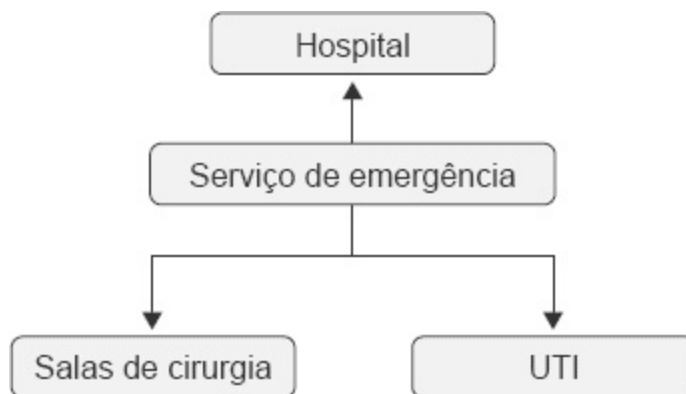 Hospital
Serviço de emergência
Salas de cirurgia
UTI